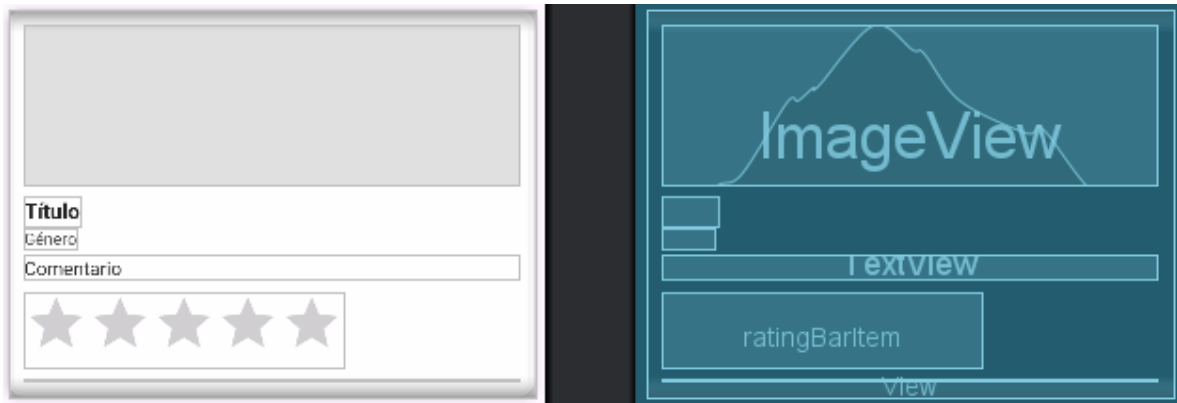 Título
Género
Comentario
ImageView
TextView
ratingBarItem
View